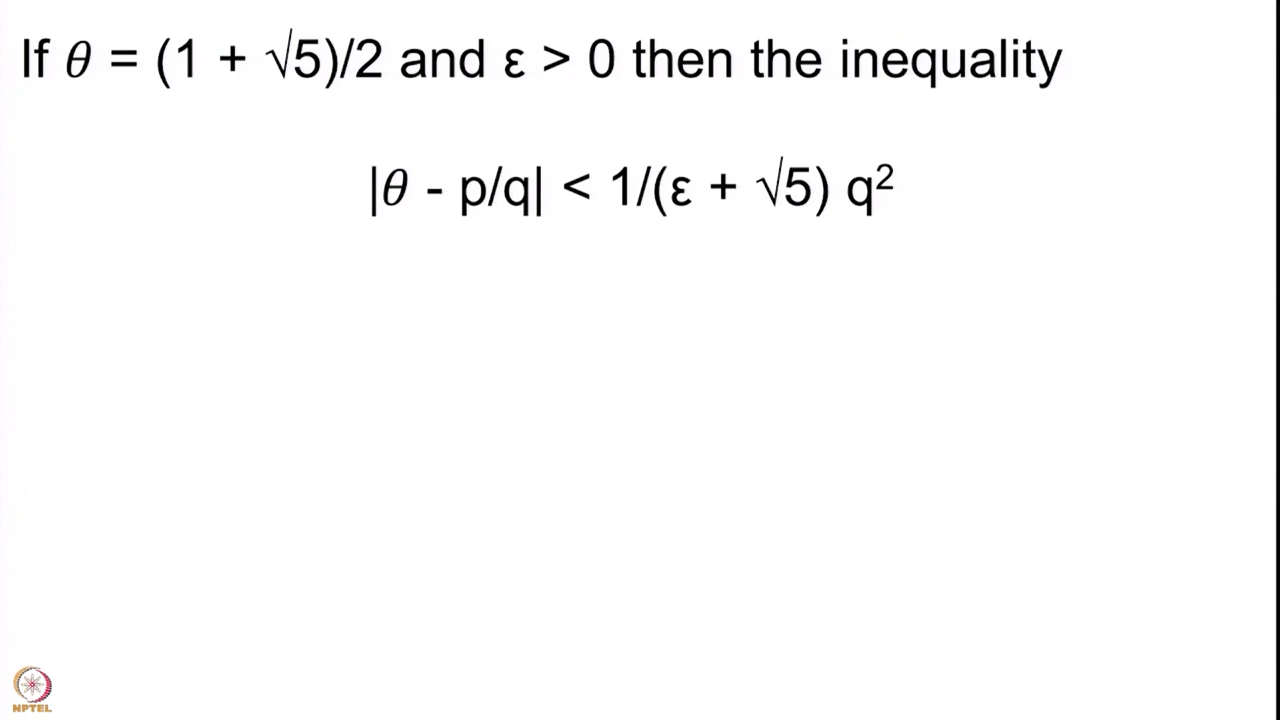 If θ = (1 + √5)/2 and ε > 0 then the inequality
|θ - p/q| < 1/(ε + √5) q²
NPTEL